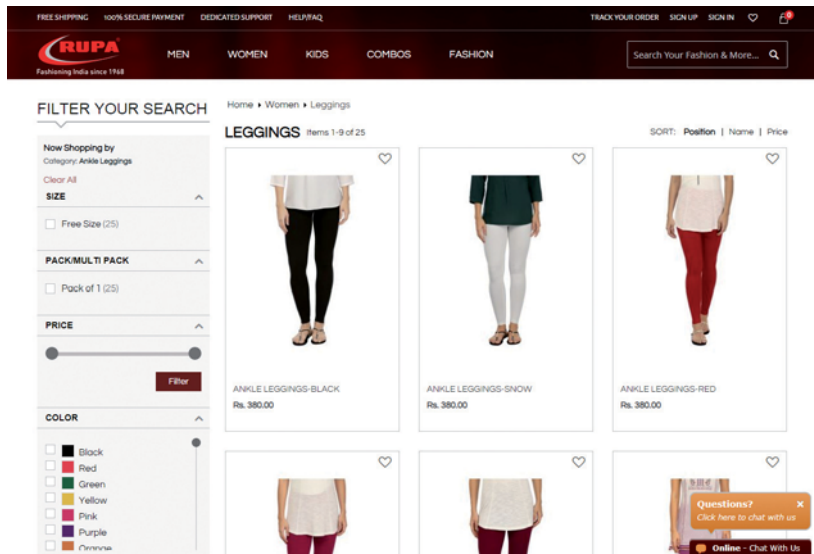 FREE SHIPPING 100% SECURE PAYMENT DEDICATED SUPPORT HELP/FAQ TRACK YOUR ORDER SIGN UP SIGN IN 0
RUPA
Fashioning India since 1968
MEN WOMEN KIDS COMBOS FASHION
Search Your Fashion & More...
FILTER YOUR SEARCH
Now Shopping by
Category: Ankle Leggings
Clear All
SIZE
Free Size (25)
PACK/MULTI PACK
Pack of 1 (25)
PRICE
Filter
COLOR
Black
Red
Green
Yellow
Pink
Purple
Orange
Home Women Leggings
LEGGINGS Items 1-9 of 25
SORT: Position | Name | Price
ANKLE LEGGINGS-BLACK
Rs. 380.00
ANKLE LEGGINGS-SNOW
Rs. 380.00
ANKLE LEGGINGS-RED
Rs. 380.00
Questions? x
Click here to chat with us
Online - Chat With Us